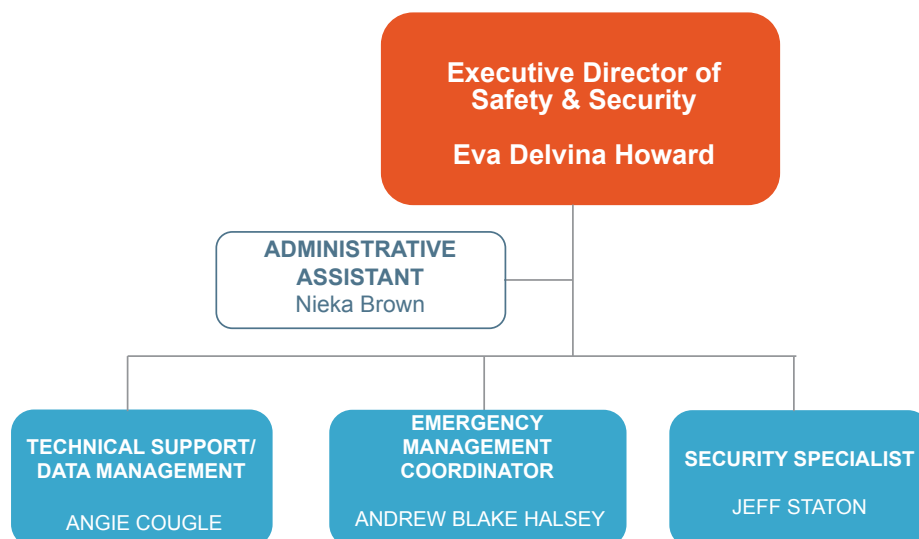 Executive Director of
Safety & Security
Eva Delvina Howard
ADMINISTRATIVE
ASSISTANT
Nieka Brown
TECHNICAL SUPPORT/
DATA MANAGEMENT
ANGIE COUGLE
EMERGENCY
MANAGEMENT
COORDINATOR
ANDREW BLAKE HALSEY
SECURITY SPECIALIST
JEFF STATON